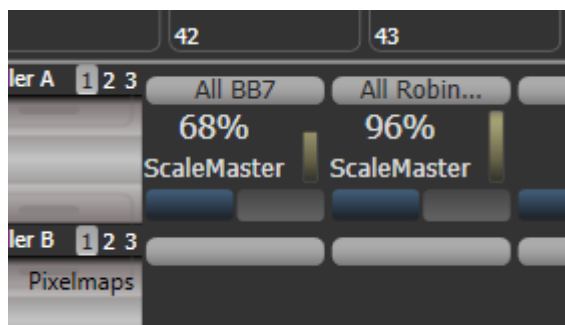 42 43
ler A 1 2 3
All BB7 All Robin...
68% 96%
ScaleMaster ScaleMaster
ler B 1 2 3
Pixelmaps